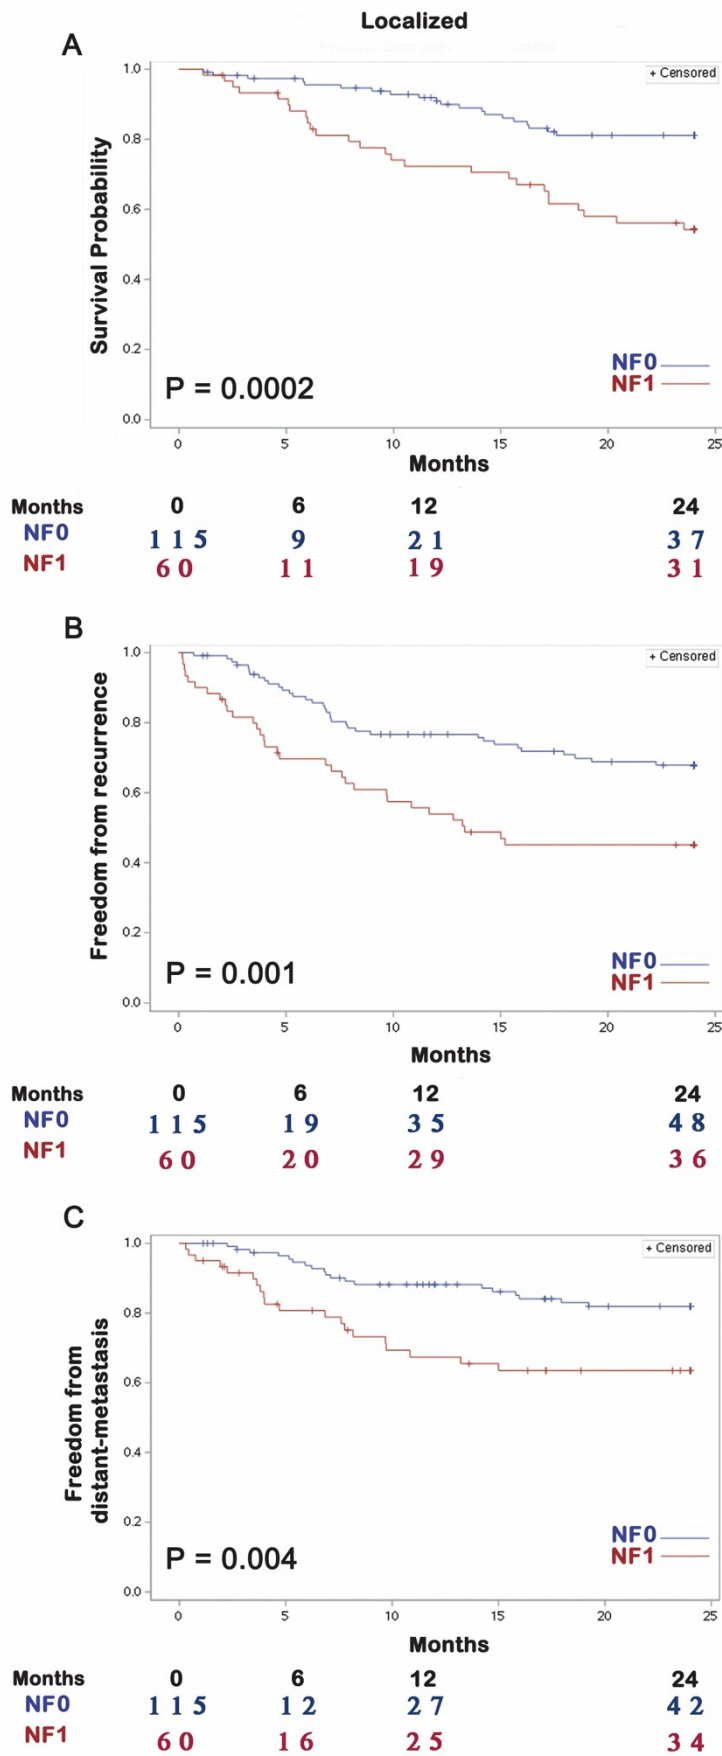 Localized
A
+ Censored
1.0
0.8
0.6
0.4
0.2
0.0
Survival Probability
NF0
NF1
P = 0.0002
0 5 10 15 20 25
Months
Months 0 6 12 24
NF0 115 9 21 37
NF1 60 11 19 31
B
+ Censored
1.0
0.8
0.6
0.4
0.2
0.0
Freedom from recurrence
NF0
NF1
P = 0.001
0 5 10 15 20 25
Months
Months 0 6 12 24
NF0 115 19 35 48
NF1 60 20 29 36
C
+ Censored
1.0
0.8
0.6
0.4
0.2
0.0
Freedom from
distant-metastasis
NF0
NF1
P = 0.004
0 5 10 15 20 25
Months
Months 0 6 12 24
NF0 115 12 27 42
NF1 60 16 25 34